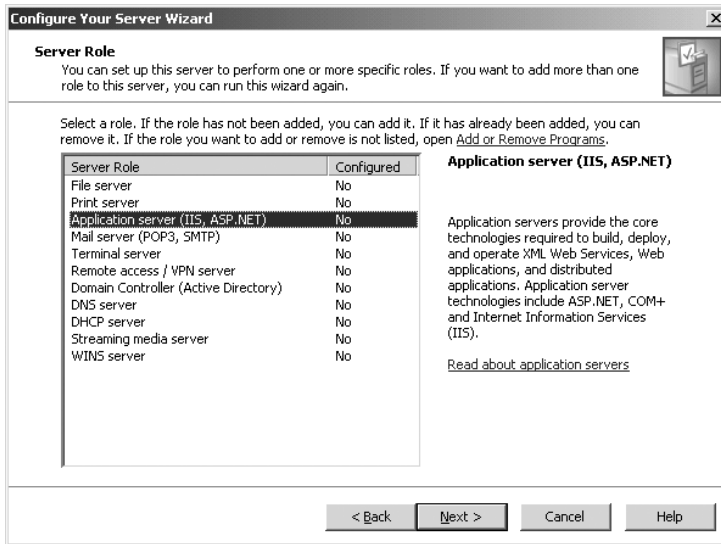 Configure Your Server Wizard
Server Role
You can set up this server to perform one or more specific roles. If you want to add more than one
role to this server, you can run this wizard again.
Select a role. If the role has not been added, you can add it. If it has already been added, you can
remove it. If the role you want to add or remove is not listed, open Add or Remove Programs.
Server Role Configured
File server No
Print server No
Application server (IIS, ASP.NET) No
Mail server (POP3, SMTP) No
Terminal server No
Remote access / VPN server No
Domain Controller (Active Directory) No
DNS server No
DHCP server No
Streaming media server No
WINS server No
Application server (IIS, ASP.NET)
Application servers provide the core
technologies required to build, deploy,
and operate XML Web Services, Web
applications, and distributed
applications. Application server
technologies include ASP.NET, COM+
and Internet Information Services
(IIS).
Read about application servers
< Back Next > Cancel Help